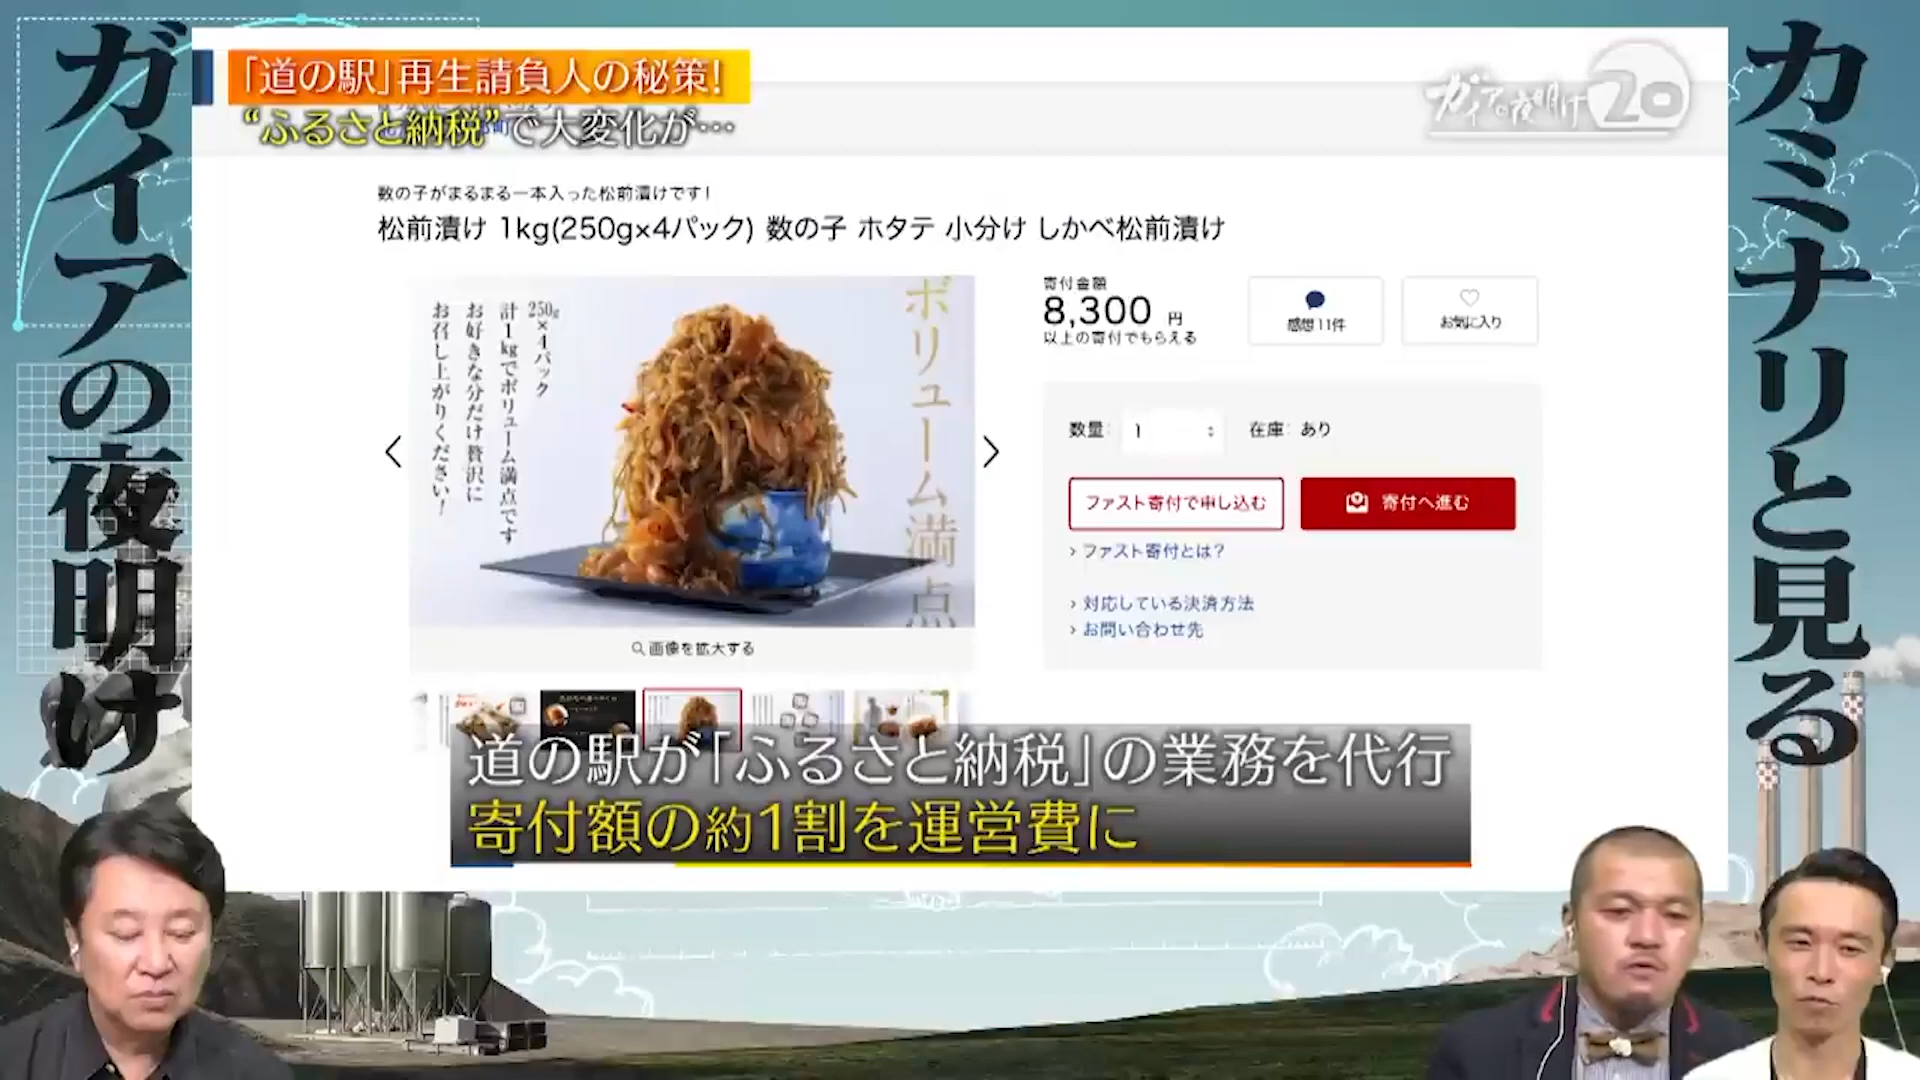 ガイアの夜明け
カミナリと見る
「道の駅」再生請負人の秘策!
“ふるさと納税”で大変化が…
ガイアの夜明け 20
数の子がまるまる一本入った松前漬けです!
松前漬け 1kg(250g×4パック) 数の子 ホタテ 小分け しかべ松前漬け
ボリューム満点
250g×4パック
計1kgでボリューム満点です
お好きな分だけ贅沢に
お召し上がりください!
画像を拡大する
寄付金額
8,300 円
以上の寄付でもらえる
感想11件
お気に入り
数量: 1
在庫: あり
ファスト寄付で申し込む
寄付へ進む
› ファスト寄付とは?
› 対応している決済方法
› お問い合わせ先
道の駅が「ふるさと納税」の業務を代行
寄付額の約1割を運営費に